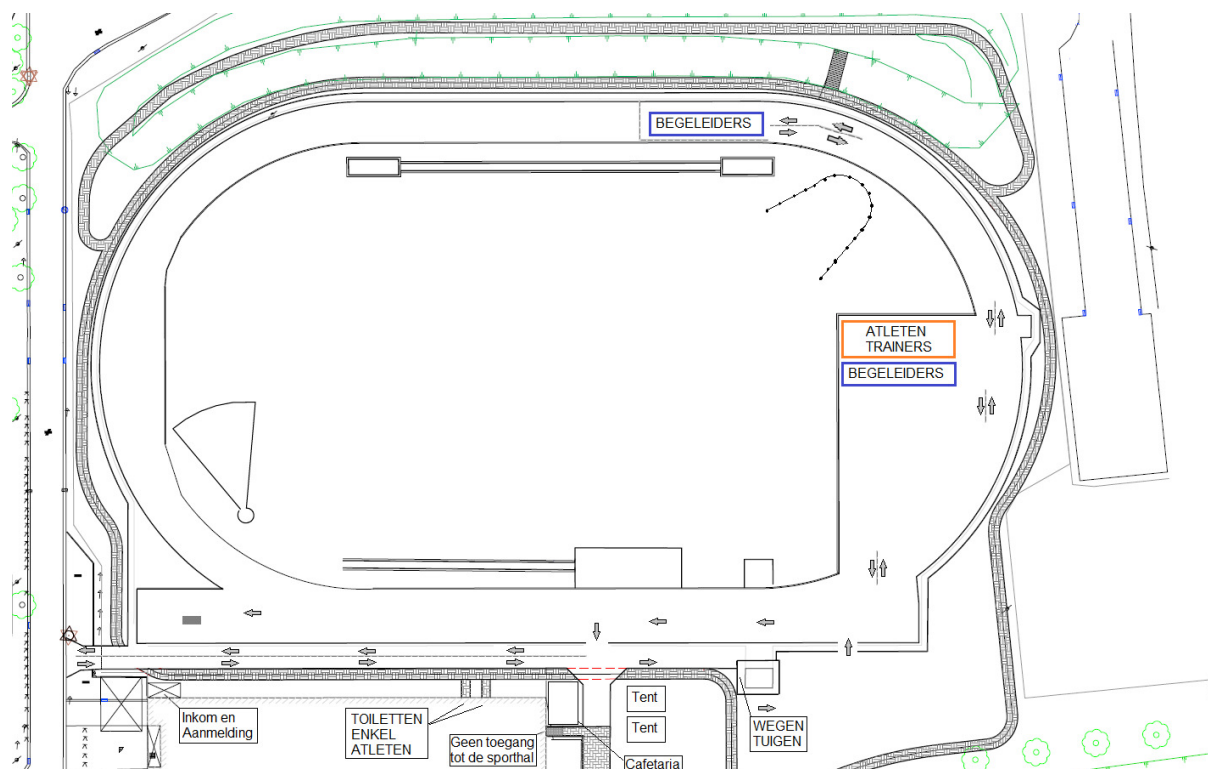 BEGELEIDERS
ATLETEN
TRAINERS
BEGELEIDERS
Inkom en
Aanmelding
TOILETTEN
ENKEL
ATLETEN
Geen toegang
tot de sporthal
Tent
Tent
Cafetaria
WEGEN
TUIGEN